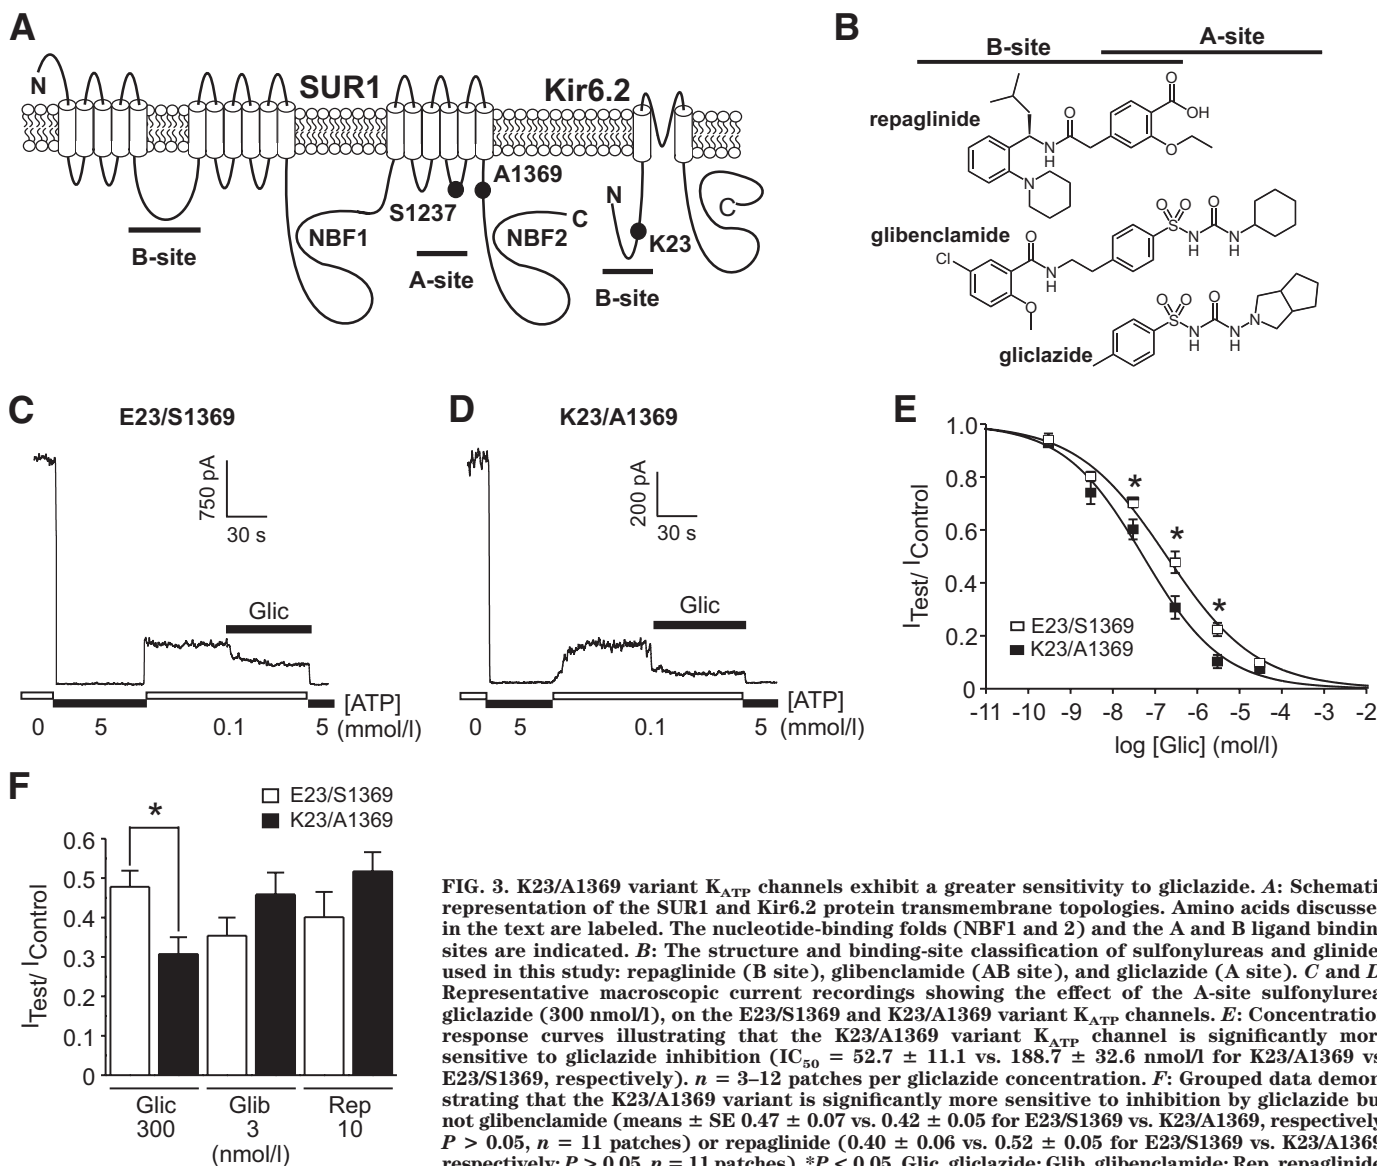 A
B
N
SUR1
Kir6.2
B-site
A-site
repaglinide
O
OH
O
N
H
O
N
A1369
S1237
N
C
C
NBF1
NBF2
K23
B-site
A-site
B-site
glibenclamide
O O
S
O
N
H
N
H
Cl
O
N
H
O
gliclazide
O O
S
O
N
H
N
H
N
C
E23/S1369
750 pA
30 s
Glic
[ATP]
0 5 0.1 5 (mmol/l)
D
K23/A1369
200 pA
30 s
Glic
[ATP]
0 5 0.1 5 (mmol/l)
E
ITest/ IControl
1.0
0.8
0.6
0.4
0.2
0
* * *
E23/S1369
K23/A1369
-11 -10 -9 -8 -7 -6 -5 -4 -3 -2
log [Glic] (mol/l)
F
E23/S1369
K23/A1369
*
ITest/ IControl
0.6
0.5
0.4
0.3
0.2
0.1
0
Glic Glib Rep
300 3 10
(nmol/l)
FIG. 3. K23/A1369 variant KATP channels exhibit a greater sensitivity to gliclazide. A: Schemati
representation of the SUR1 and Kir6.2 protein transmembrane topologies. Amino acids discusse
in the text are labeled. The nucleotide-binding folds (NBF1 and 2) and the A and B ligand bindin
sites are indicated. B: The structure and binding-site classification of sulfonylureas and glinide
used in this study: repaglinide (B site), glibenclamide (AB site), and gliclazide (A site). C and D
Representative macroscopic current recordings showing the effect of the A-site sulfonylurea
gliclazide (300 nmol/l), on the E23/S1369 and K23/A1369 variant KATP channels. E: Concentratio
response curves illustrating that the K23/A1369 variant KATP channel is significantly mor
sensitive to gliclazide inhibition (IC50 = 52.7 ± 11.1 vs. 188.7 ± 32.6 nmol/l for K23/A1369 vs
E23/S1369, respectively). n = 3–12 patches per gliclazide concentration. F: Grouped data demon
strating that the K23/A1369 variant is significantly more sensitive to inhibition by gliclazide bu
not glibenclamide (means ± SE 0.47 ± 0.07 vs. 0.42 ± 0.05 for E23/S1369 vs. K23/A1369, respectively
P > 0.05, n = 11 patches) or repaglinide (0.40 ± 0.06 vs. 0.52 ± 0.05 for E23/S1369 vs. K23/A1369
respectively; P > 0.05, n = 11 patches). *P < 0.05. Glic, gliclazide; Glib, glibenclamide; Rep, repaglinide